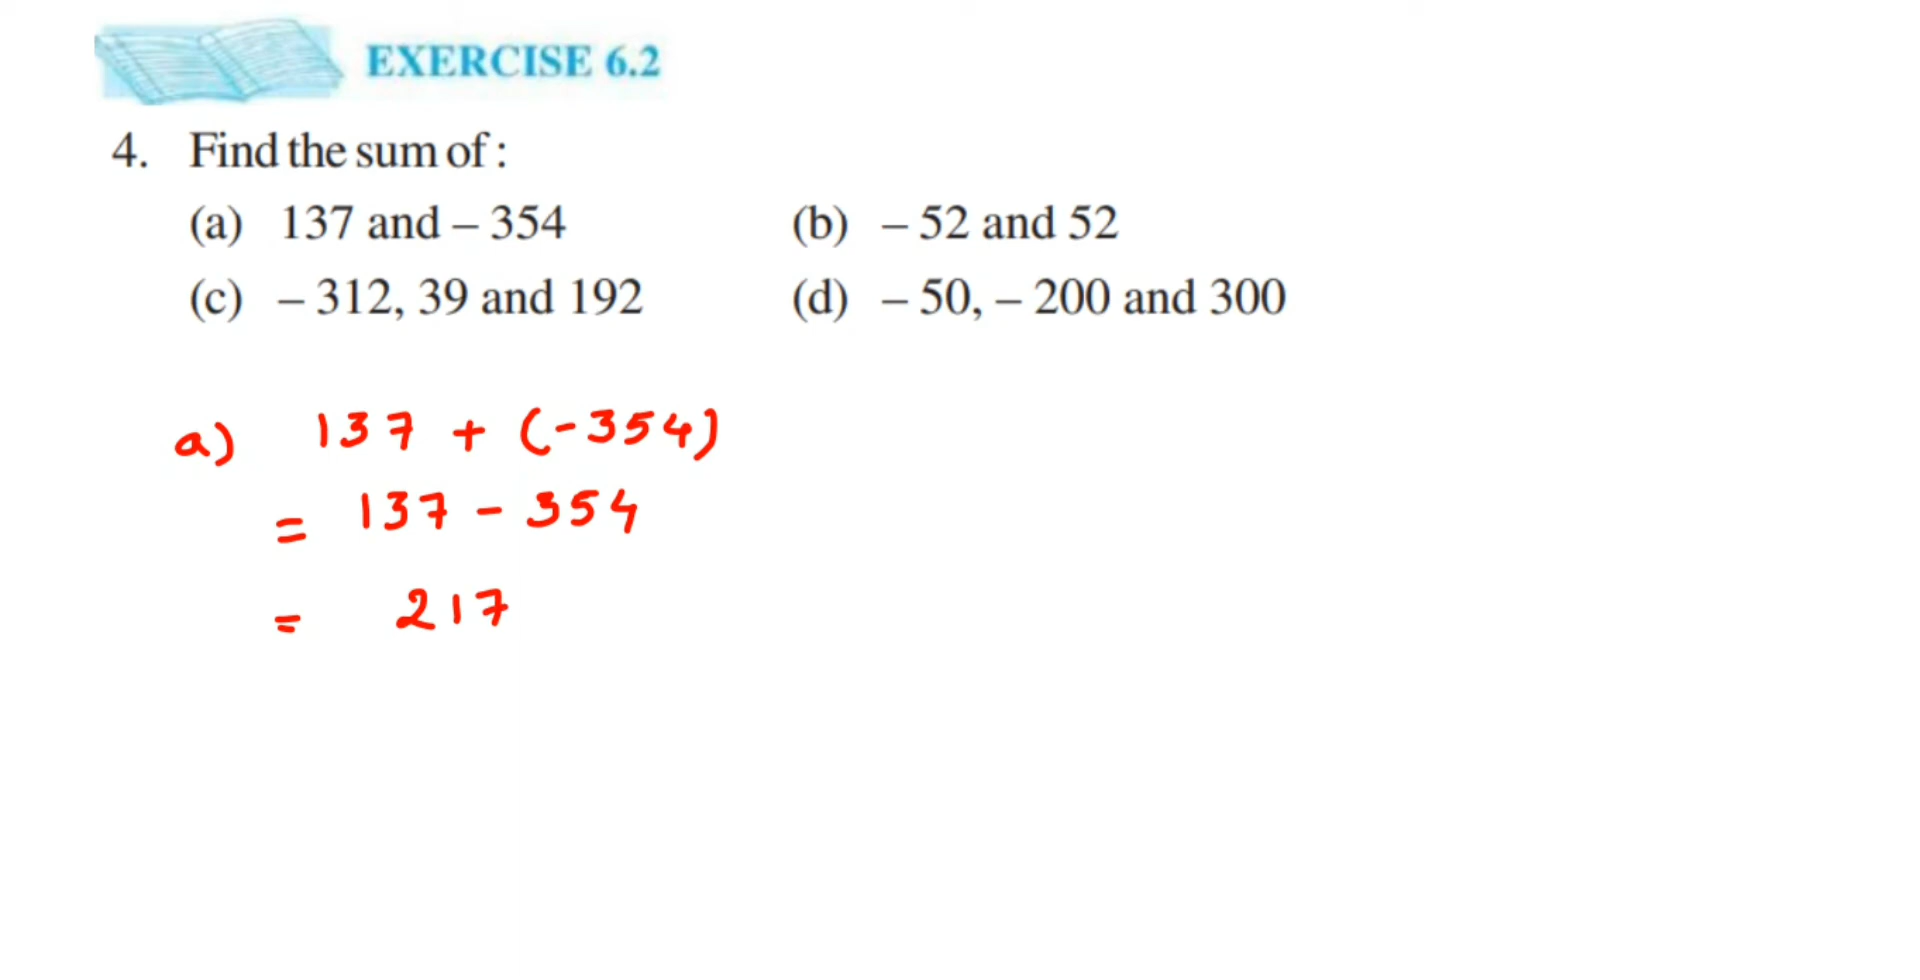 EXERCISE 6.2
4. Find the sum of :
(a) 137 and – 354 (b) – 52 and 52
(c) – 312, 39 and 192 (d) – 50, – 200 and 300
a) 137 + (-354)
= 137 - 354
= 217